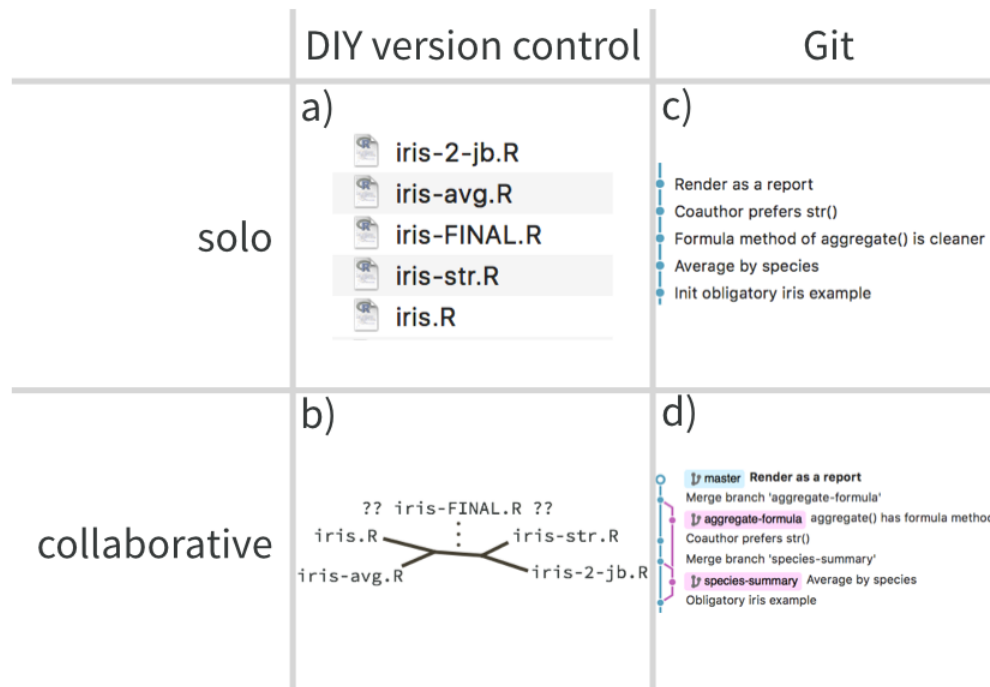 DIY version control
Git
solo
a)
iris-2-jb.R
iris-avg.R
iris-FINAL.R
iris-str.R
iris.R
c)
Render as a report
Coauthor prefers str()
Formula method of aggregate() is cleaner
Average by species
Init obligatory iris example
collaborative
b)
?? iris-FINAL.R ??
iris.R
iris-str.R
iris-avg.R
iris-2-jb.R
d)
master Render as a report
Merge branch 'aggregate-formula'
aggregate-formula aggregate() has formula method
Coauthor prefers str()
Merge branch 'species-summary'
species-summary Average by species
Obligatory iris example